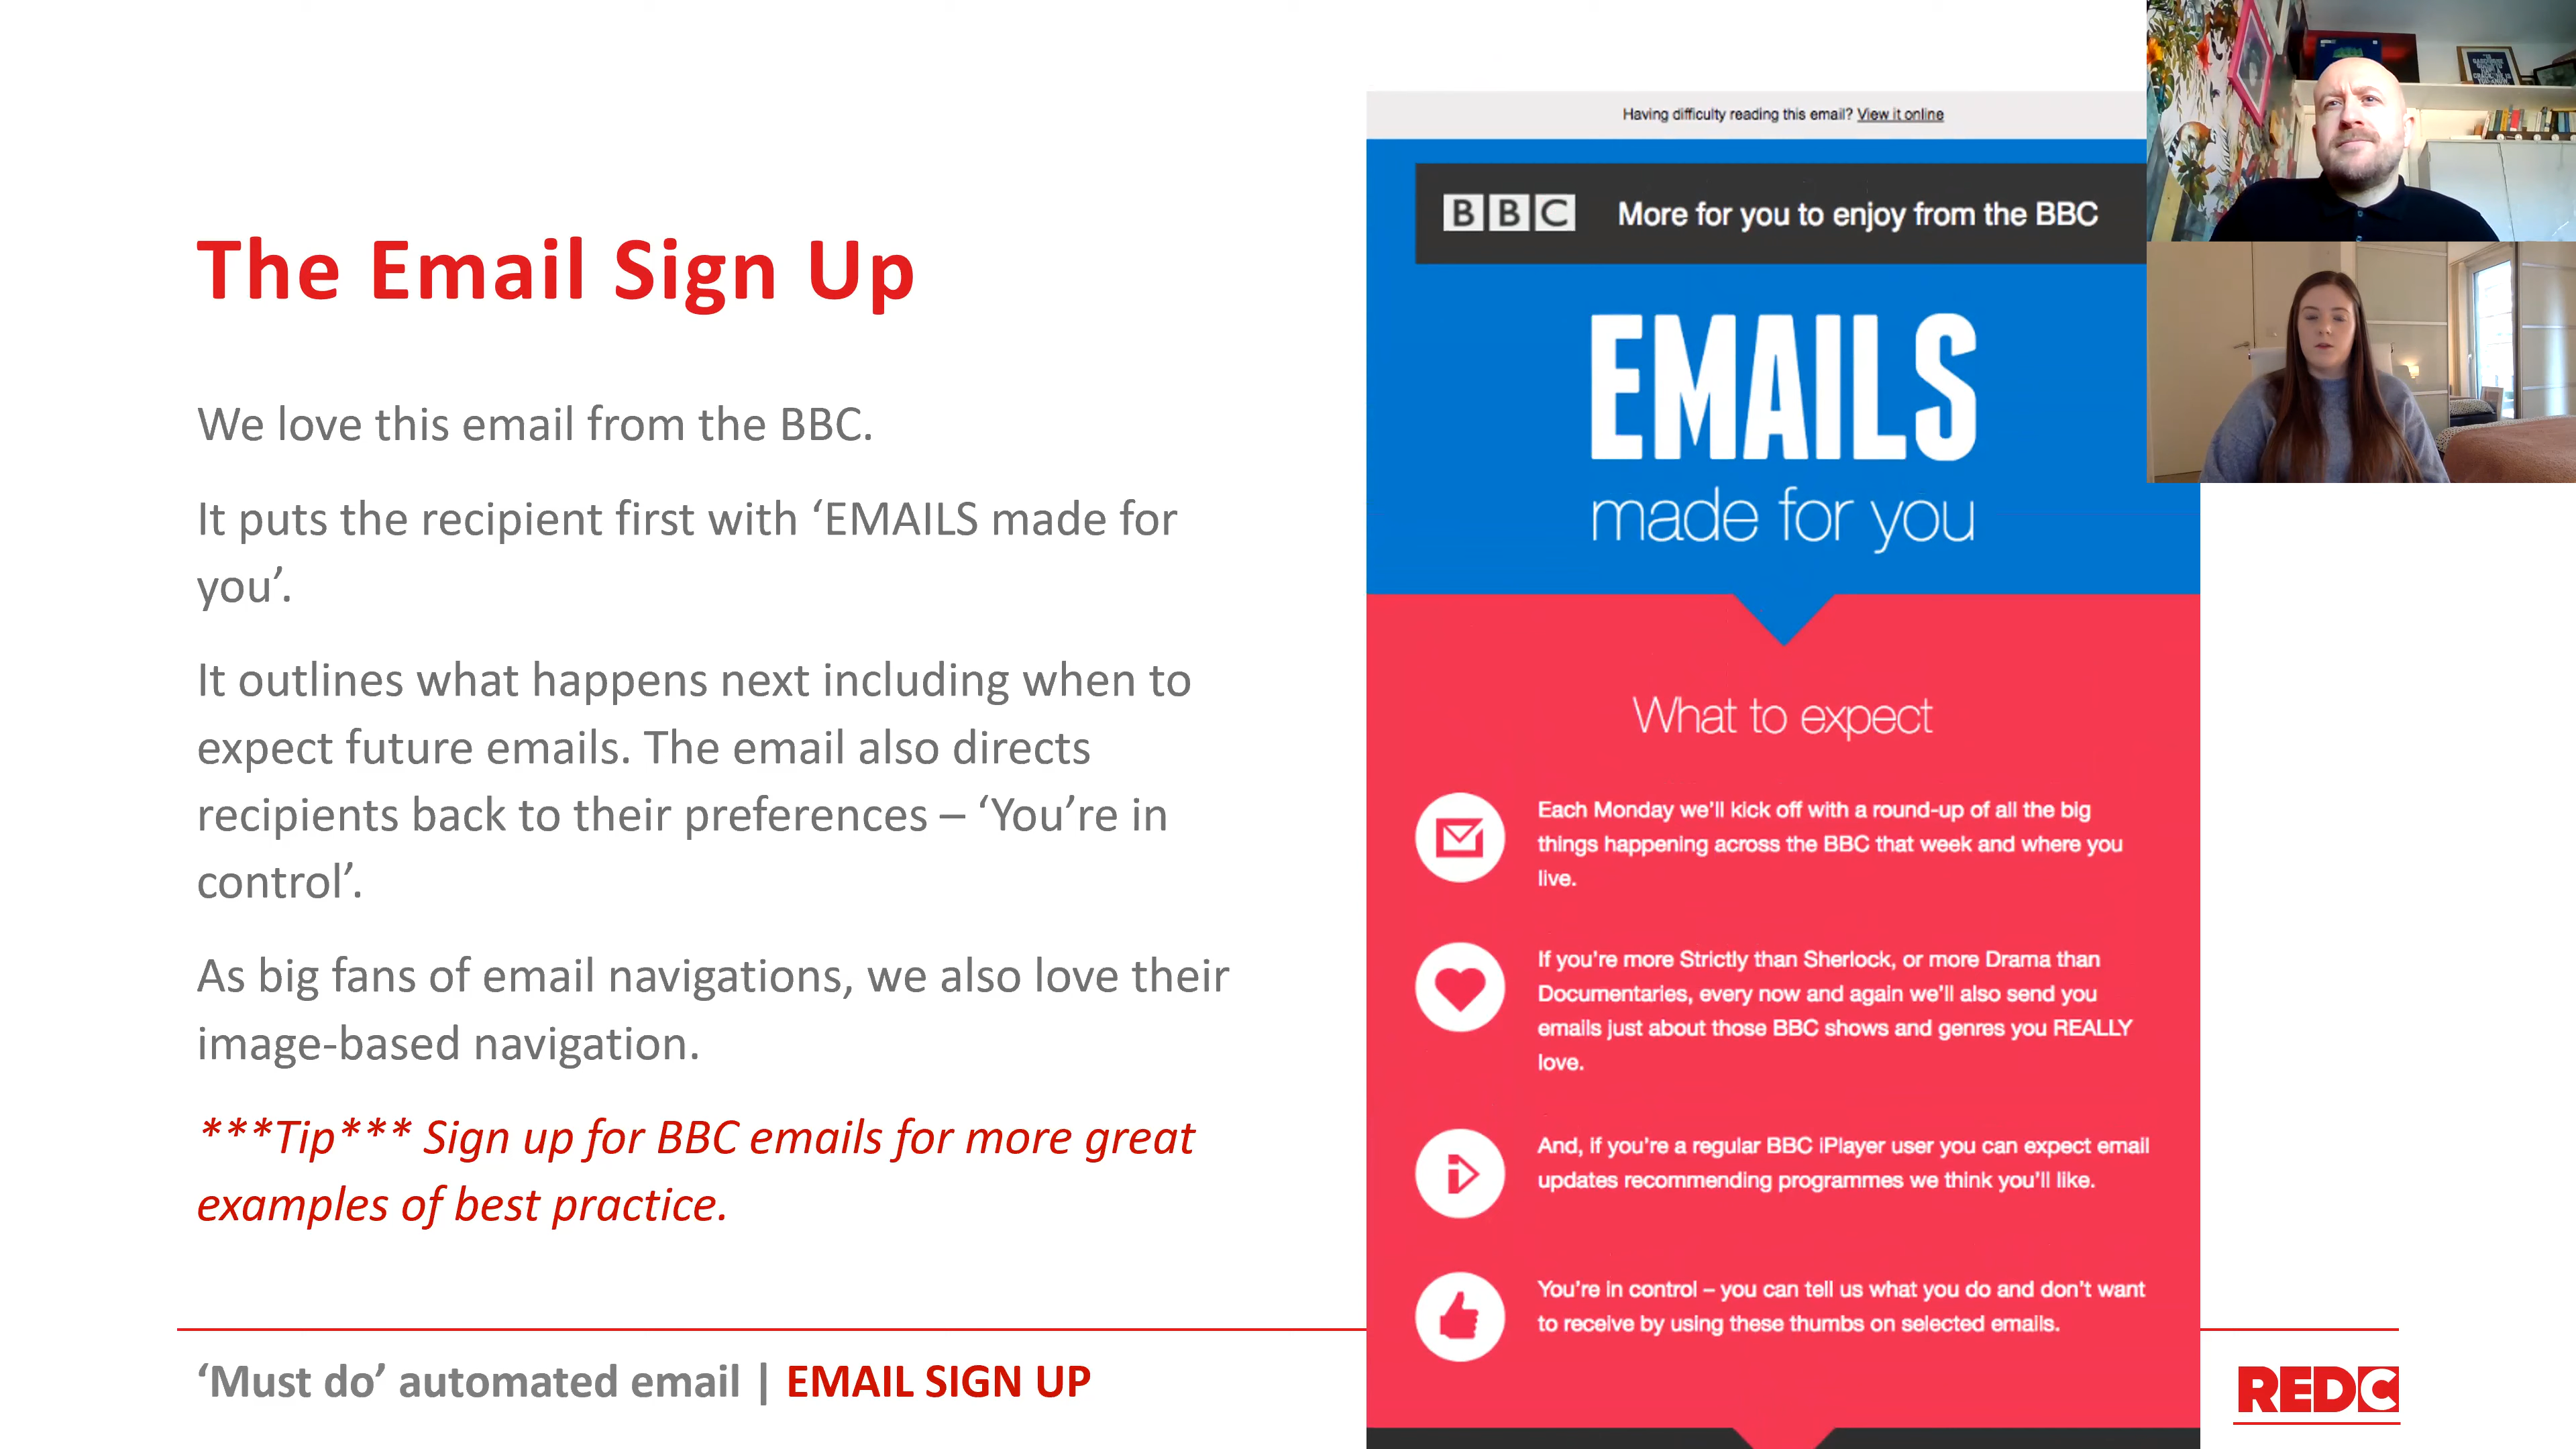 The Email Sign Up
We love this email from the BBC.
It puts the recipient first with ‘EMAILS made for
you’.
It outlines what happens next including when to
expect future emails. The email also directs
recipients back to their preferences – ‘You’re in
control’.
As big fans of email navigations, we also love their
image-based navigation.
***Tip*** Sign up for BBC emails for more great
examples of best practice.
‘Must do’ automated email | EMAIL SIGN UP
Having difficulty reading this email? View it online
BBC More for you to enjoy from the BBC
EMAILS
made for you
What to expect
Each Monday we’ll kick off with a round-up of all the big
things happening across the BBC that week and where you
live.
If you’re more Strictly than Sherlock, or more Drama than
Documentaries, every now and again we’ll also send you
emails just about those BBC shows and genres you REALLY
love.
And, if you’re a regular BBC iPlayer user you can expect email
updates recommending programmes we think you’ll like.
You’re in control – you can tell us what you do and don’t want
to receive by using these thumbs on selected emails.
REDC